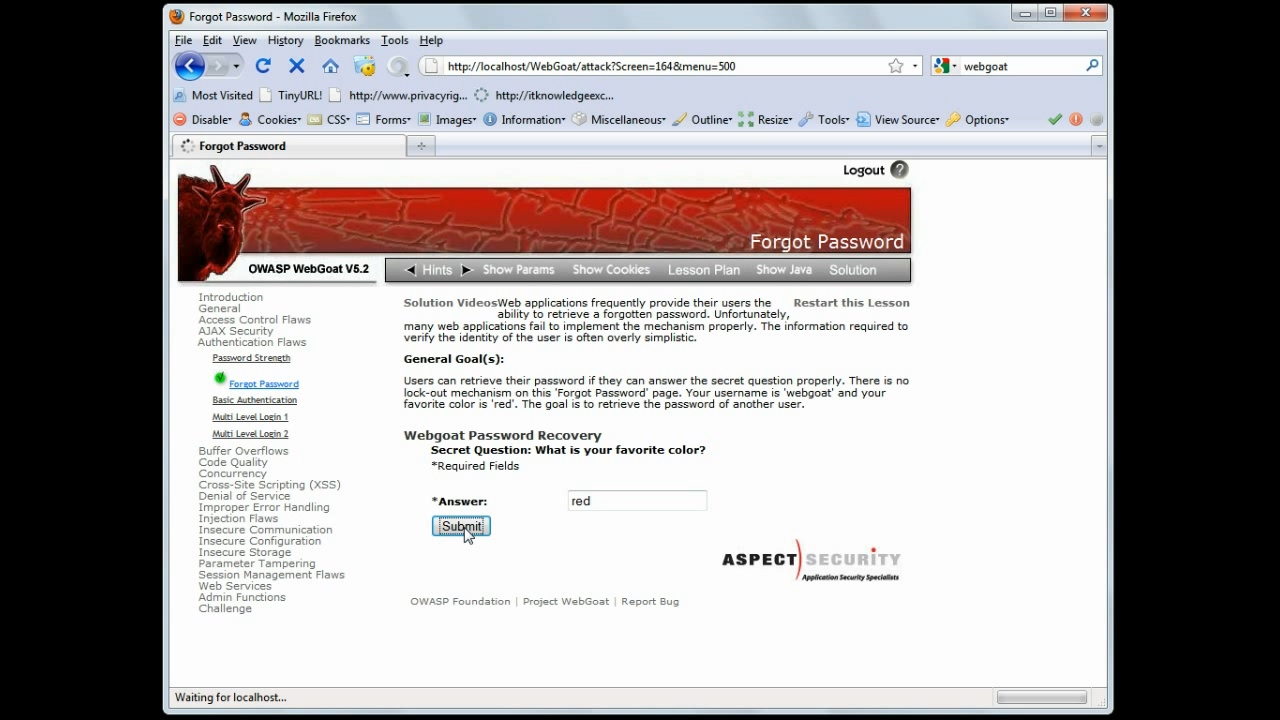 Forgot Password - Mozilla Firefox
File Edit View History Bookmarks Tools Help
http://localhost/WebGoat/attack?Screen=164&menu=500
webgoat
Most Visited TinyURL! http://www.privacyrig... http://itknowledgeexc...
Disable Cookies CSS Forms Images Information Miscellaneous Outline Resize Tools View Source Options
Forgot Password
Logout ?
Forgot Password
OWASP WebGoat V5.2
Hints Show Params Show Cookies Lesson Plan Show Java Solution
Introduction
General
Access Control Flaws
AJAX Security
Authentication Flaws
Password Strength
Forgot Password
Basic Authentication
Multi Level Login 1
Multi Level Login 2
Buffer Overflows
Code Quality
Concurrency
Cross-Site Scripting (XSS)
Denial of Service
Improper Error Handling
Injection Flaws
Insecure Communication
Insecure Configuration
Insecure Storage
Parameter Tampering
Session Management Flaws
Web Services
Admin Functions
Challenge
Solution Videos Web applications frequently provide their users the Restart this Lesson
ability to retrieve a forgotten password. Unfortunately,
many web applications fail to implement the mechanism properly. The information required to
verify the identity of the user is often overly simplistic.
General Goal(s):
Users can retrieve their password if they can answer the secret question properly. There is no
lock-out mechanism on this 'Forgot Password' page. Your username is 'webgoat' and your
favorite color is 'red'. The goal is to retrieve the password of another user.
Webgoat Password Recovery
Secret Question: What is your favorite color?
*Required Fields
*Answer: red
Submit
ASPECT SECURITY
Application Security Specialists
OWASP Foundation | Project WebGoat | Report Bug
Waiting for localhost...